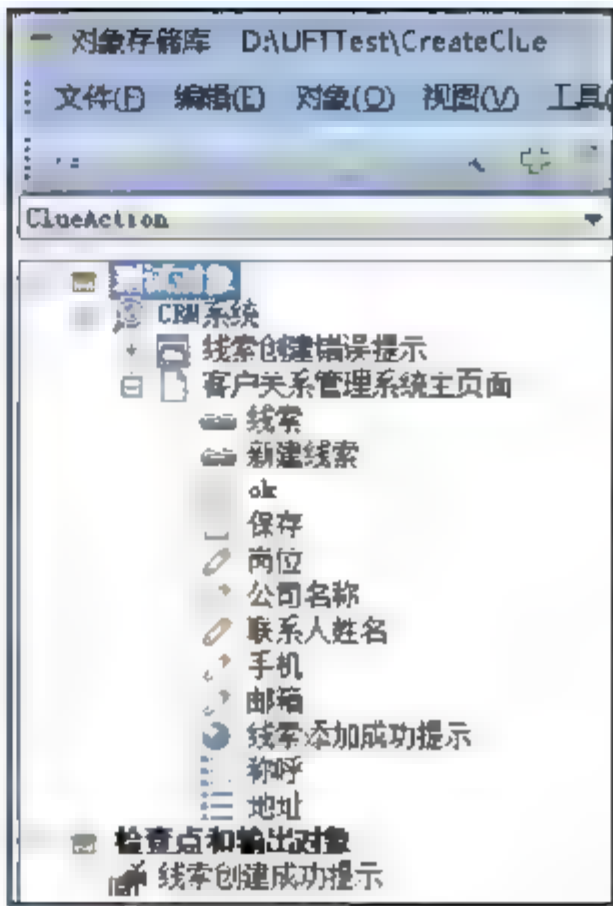 对象存储库 D:\UFTTest\CreateClue
文件(F) 编辑(E) 对象(O) 视图(V) 工具(
ClueAction
测试对象
CRM系统
线索创建错误提示
客户关系管理系统主页面
线索
新建线索
ok
保存
岗位
公司名称
联系人姓名
手机
邮箱
线索添加成功提示
称呼
地址
检查点和输出对象
线索创建成功提示